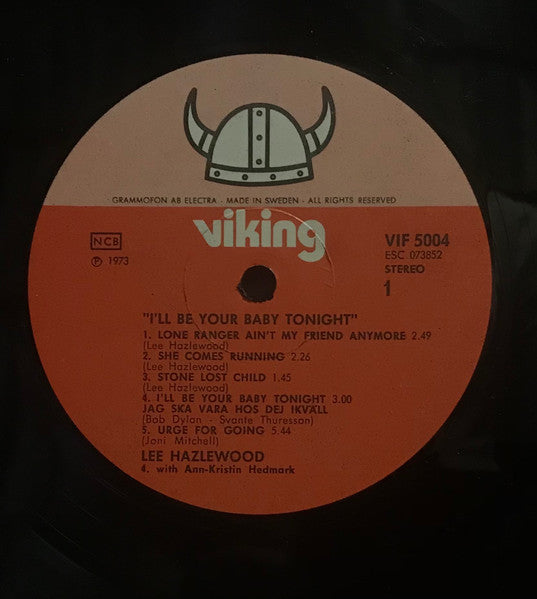 GRAMMOFON AB ELECTRA - MADE IN SWEDEN - ALL RIGHTS RESERVED
viking
NCB
℗ 1973
VIF 5004
ESC 073852
STEREO
1
"I'LL BE YOUR BABY TONIGHT"
1. LONE RANGER AIN'T MY FRIEND ANYMORE 2.49
(Lee Hazlewood)
2. SHE COMES RUNNING 2.26
(Lee Hazlewood)
3. STONE LOST CHILD 1.45
(Lee Hazlewood)
4. I'LL BE YOUR BABY TONIGHT 3.00
JAG SKA VARA HOS DEJ IKVÄLL
(Bob Dylan - Svante Thuresson)
5. URGE FOR GOING 5.44
(Joni Mitchell)
LEE HAZLEWOOD
4. with Ann-Kristin Hedmark